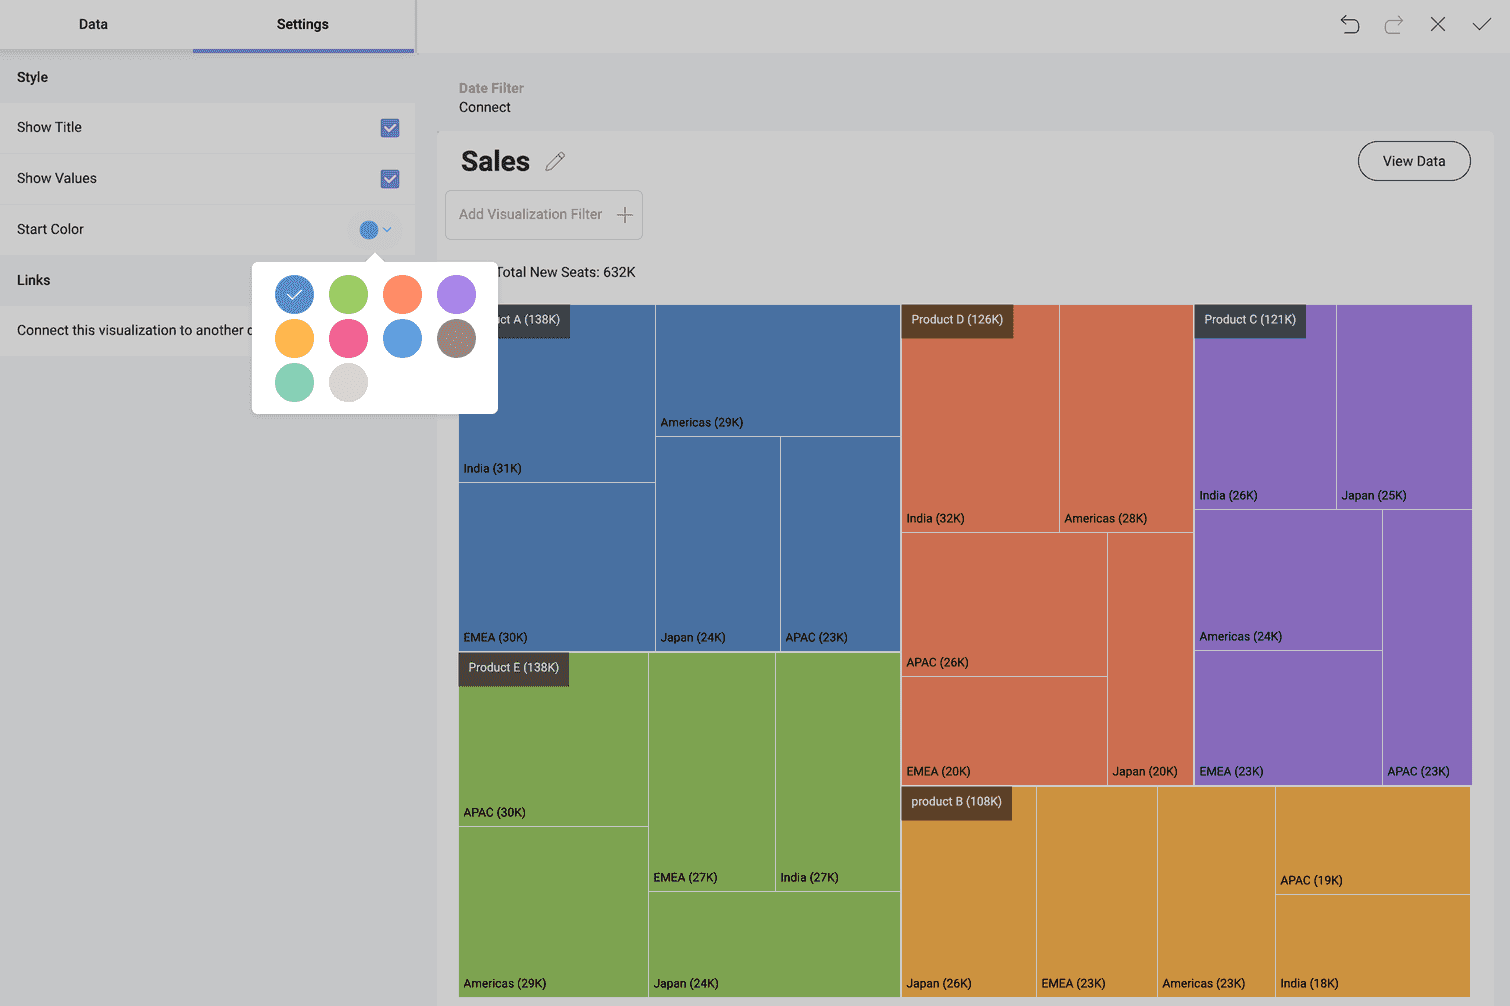 Data
Settings
Style
Show Title
Show Values
Start Color
Links
Connect this visualization to another
Date Filter
Connect
Sales
View Data
Add Visualization Filter
Total New Seats: 632K
A (138K)
India (31K)
Americas (29K)
EMEA (30K)
Japan (24K)
APAC (23K)
Product D (126K)
India (32K)
Americas (28K)
APAC (26K)
EMEA (20K)
Japan (20K)
Product C (121K)
India (26K)
Japan (25K)
Americas (24K)
EMEA (23K)
APAC (23K)
Product E (138K)
APAC (30K)
EMEA (27K)
India (27K)
Americas (29K)
Japan (24K)
product B (108K)
Japan (26K)
EMEA (23K)
Americas (23K)
APAC (19K)
India (18K)